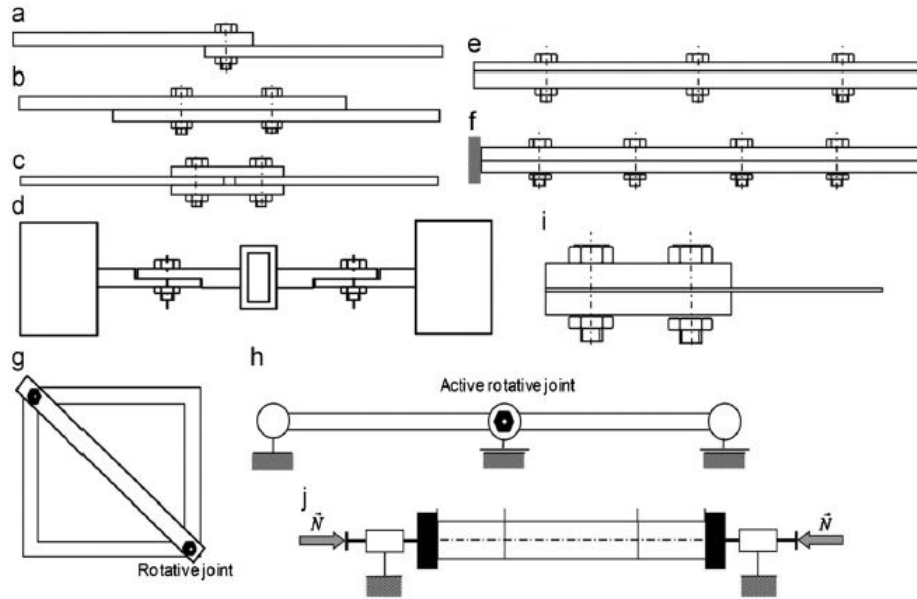 a
b
c
d
e
f
i
g
Rotative joint
h
Active rotative joint
j
N⃗
N⃗